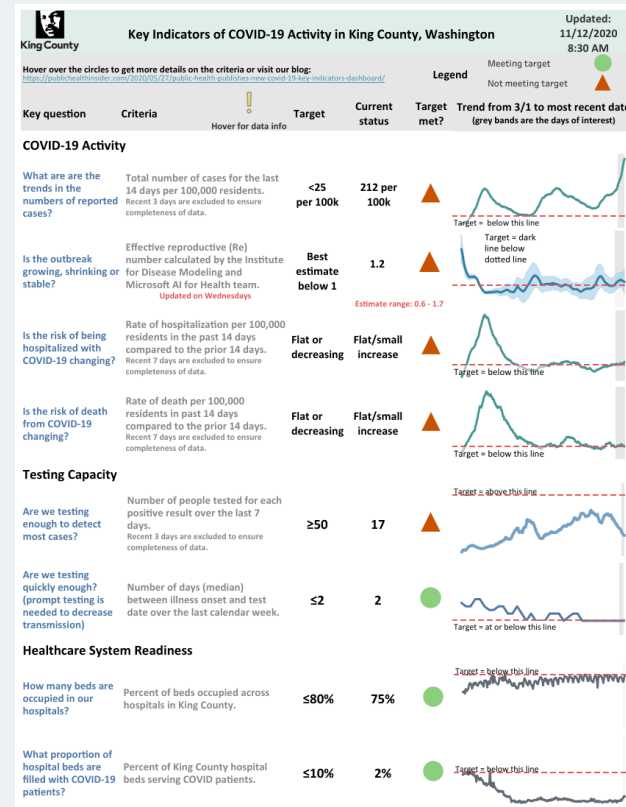 King County
Key Indicators of COVID-19 Activity in King County, Washington
Updated:
11/12/2020
8:30 AM
Hover over the circles to get more details on the criteria or visit our blog:
https://publichealthinsider.com/2020/05/27/public-health-publishes-new-covid-19-key-indicators-dashboard/
Legend
Meeting target
Not meeting target
Key question
Criteria
!
Hover for data info
Target
Current
status
Target
met?
Trend from 3/1 to most recent date
(grey bands are the days of interest)
COVID-19 Activity
What are are the
trends in the
numbers of reported
cases?
Total number of cases for the last
14 days per 100,000 residents.
Recent 3 days are excluded to ensure
completeness of data.
<25
per 100k
212 per
100k
Target = below this line
Is the outbreak
growing, shrinking or
stable?
Effective reproductive (Re)
number calculated by the Institute
for Disease Modeling and
Microsoft AI for Health team.
Updated on Wednesdays
Best
estimate
below 1
1.2
Estimate range: 0.6 - 1.7
Target = dark
line below
dotted line
Is the risk of being
hospitalized with
COVID-19 changing?
Rate of hospitalization per 100,000
residents in the past 14 days
compared to the prior 14 days.
Recent 7 days are excluded to ensure
completeness of data.
Flat or
decreasing
Flat/small
increase
Target = below this line
Is the risk of death
from COVID-19
changing?
Rate of death per 100,000
residents in past 14 days
compared to the prior 14 days.
Recent 7 days are excluded to ensure
completeness of data.
Flat or
decreasing
Flat/small
increase
Target = below this line
Testing Capacity
Are we testing
enough to detect
most cases?
Number of people tested for each
positive result over the last 7
days.
Recent 3 days are excluded to ensure
completeness of data.
≥50
17
Target = above this line
Are we testing
quickly enough?
(prompt testing is
needed to decrease
transmission)
Number of days (median)
between illness onset and test
date over the last calendar week.
≤2
2
Target = at or below this line
Healthcare System Readiness
How many beds are
occupied in our
hospitals?
Percent of beds occupied across
hospitals in King County.
≤80%
75%
Target = below this line
What proportion of
hospital beds are
filled with COVID-19
patients?
Percent of King County hospital
beds serving COVID patients.
≤10%
2%
Target = below this line